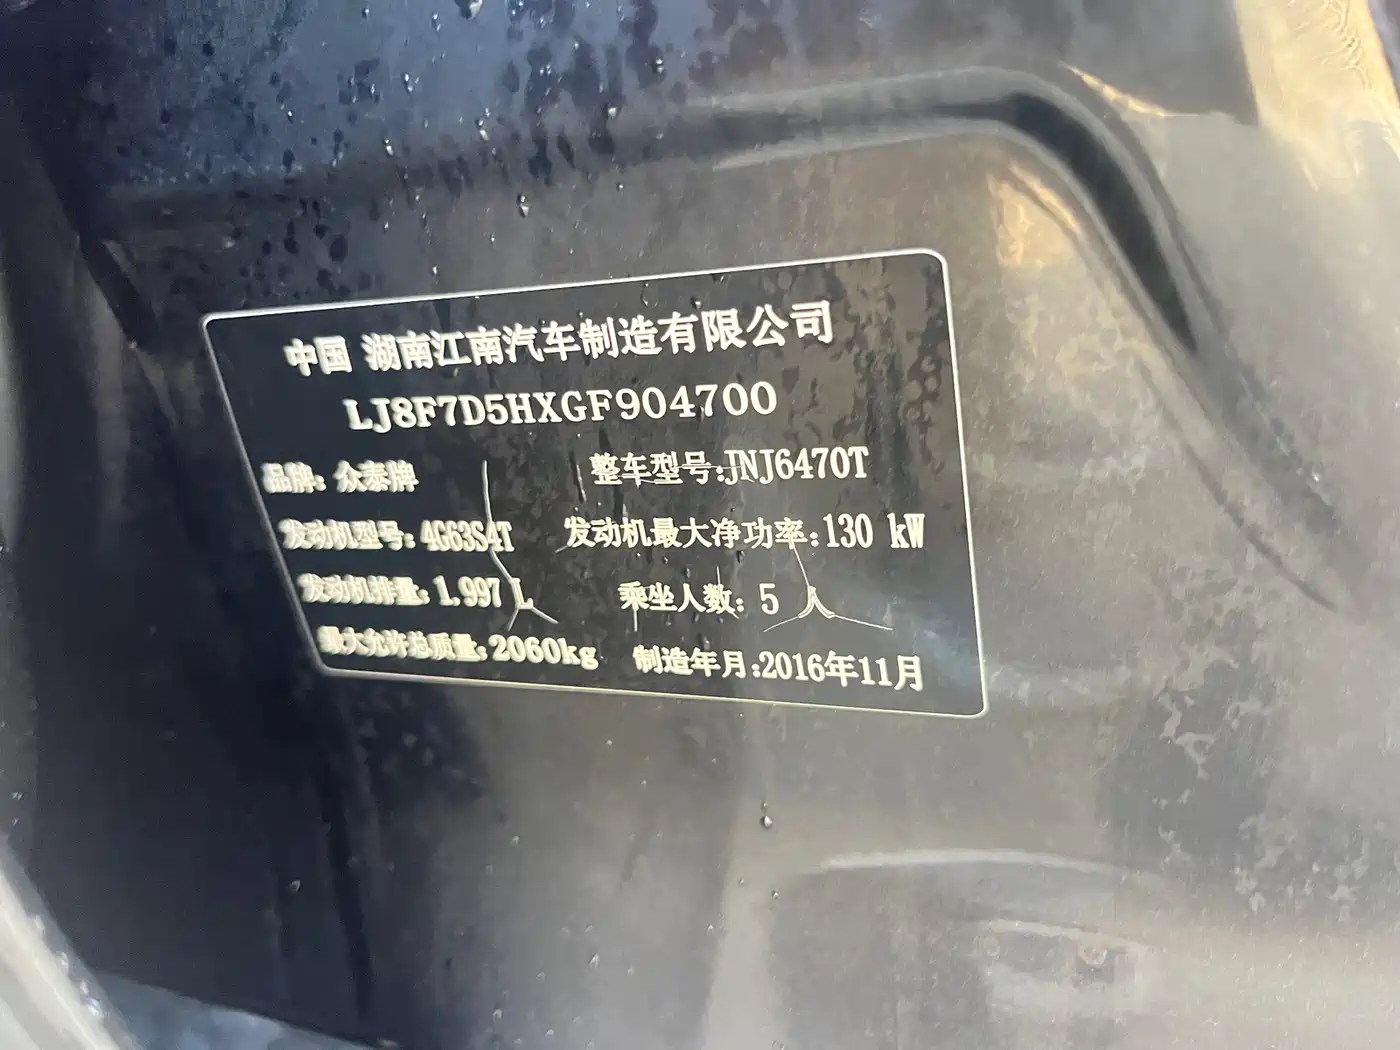 中国 湖南江南汽车制造有限公司
LJ8F7D5HXGF904700
品牌：众泰牌 整车型号：JNJ6470T
发动机型号：4G63S4T 发动机最大净功率：130 kW
发动机排量：1.997 L 乘坐人数：5 人
最大允许总质量：2060kg 制造年月：2016年11月